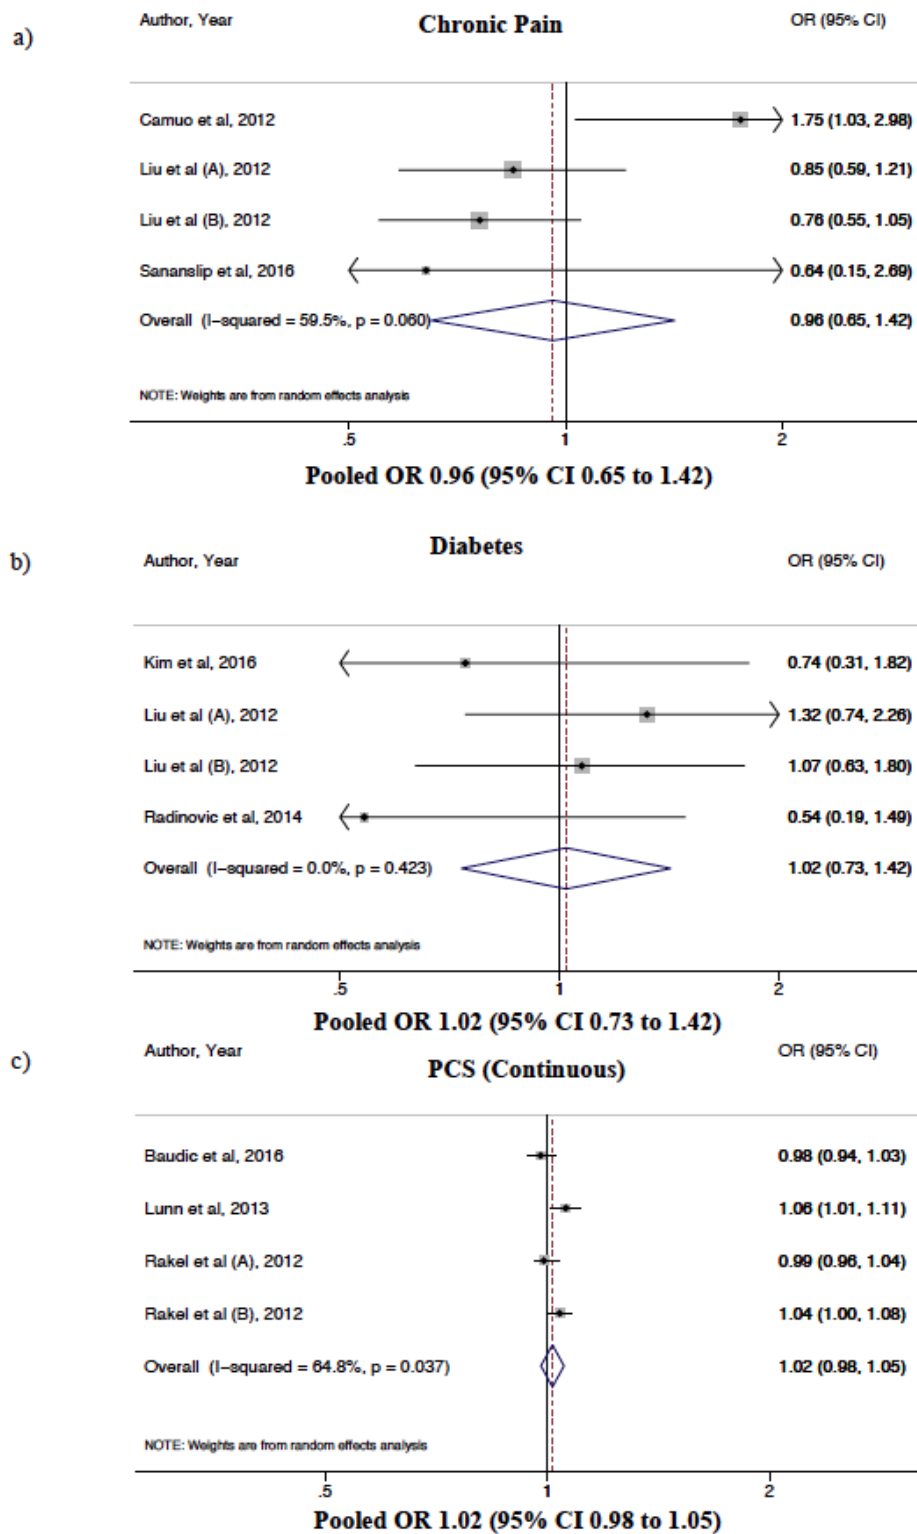 a)
Author, Year Chronic Pain OR (95% CI)
Camuo et al, 2012 1.75 (1.03, 2.98)
Liu et al (A), 2012 0.85 (0.59, 1.21)
Liu et al (B), 2012 0.76 (0.55, 1.05)
Sananslip et al, 2016 0.64 (0.15, 2.69)
Overall (I-squared = 59.5%, p = 0.060) 0.96 (0.65, 1.42)
NOTE: Weights are from random effects analysis
.5 1 2
Pooled OR 0.96 (95% CI 0.65 to 1.42)
b)
Author, Year Diabetes OR (95% CI)
Kim et al, 2016 0.74 (0.31, 1.82)
Liu et al (A), 2012 1.32 (0.74, 2.26)
Liu et al (B), 2012 1.07 (0.63, 1.80)
Radinovic et al, 2014 0.54 (0.19, 1.49)
Overall (I-squared = 0.0%, p = 0.423) 1.02 (0.73, 1.42)
NOTE: Weights are from random effects analysis
.5 1 2
Pooled OR 1.02 (95% CI 0.73 to 1.42)
c)
Author, Year PCS (Continuous) OR (95% CI)
Baudic et al, 2016 0.98 (0.94, 1.03)
Lunn et al, 2013 1.06 (1.01, 1.11)
Rakel et al (A), 2012 0.99 (0.96, 1.04)
Rakel et al (B), 2012 1.04 (1.00, 1.08)
Overall (I-squared = 64.8%, p = 0.037) 1.02 (0.98, 1.05)
NOTE: Weights are from random effects analysis
.5 1 2
Pooled OR 1.02 (95% CI 0.98 to 1.05)